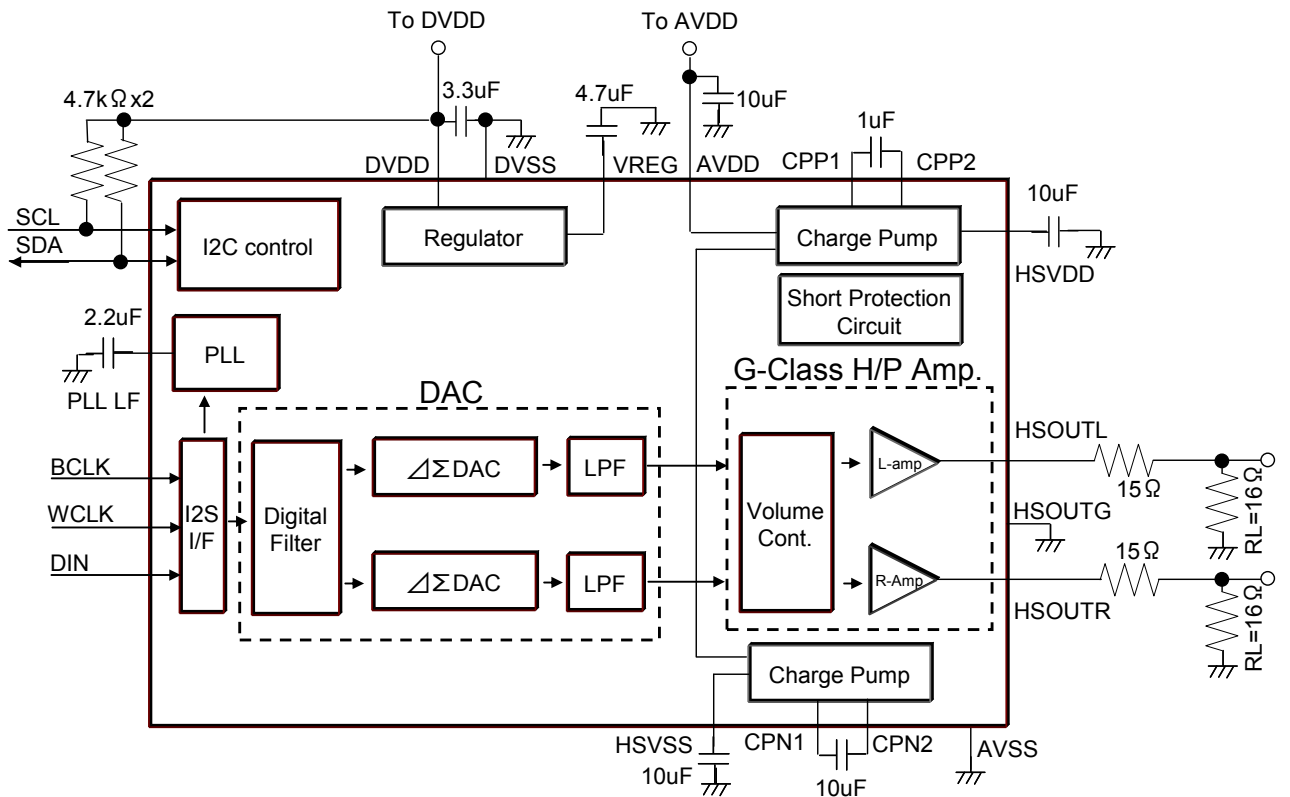 To DVDD
To AVDD
4.7kΩx2
3.3uF
4.7uF
10uF
1uF
DVDD
DVSS
VREG
AVDD
CPP1
CPP2
10uF
SCL
SDA
I2C control
Regulator
Charge Pump
HSVDD
Short Protection
Circuit
2.2uF
PLL
PLL LF
G-Class H/P Amp.
DAC
BCLK
WCLK
DIN
I2S
I/F
Digital
Filter
⊿ΣDAC
LPF
⊿ΣDAC
LPF
Volume
Cont.
L-amp
R-Amp
HSOUTL
15Ω
RL=16Ω
HSOUTG
15Ω
HSOUTR
RL=16Ω
Charge Pump
HSVSS
10uF
CPN1
CPN2
10uF
AVSS